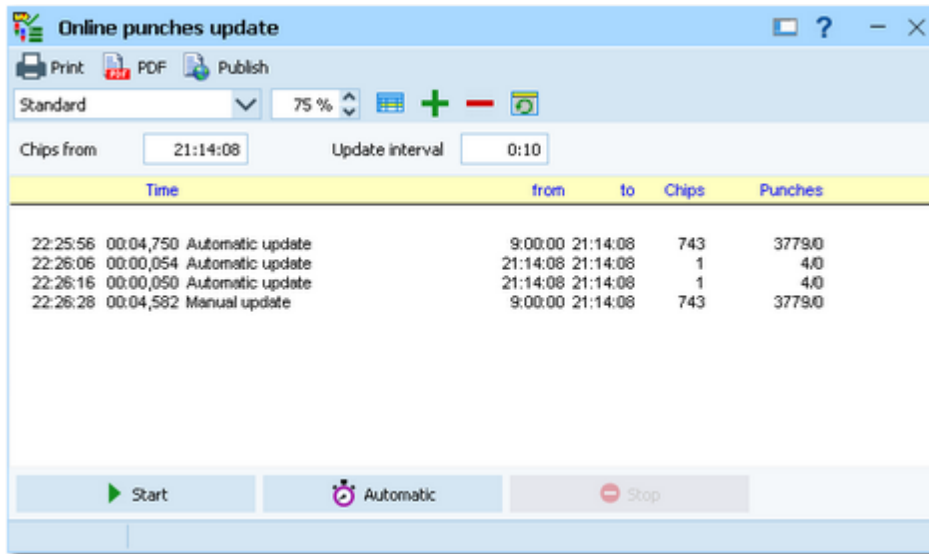 Online punches update
Print PDF Publish
Standard 75 %
Chips from 21:14:08 Update interval 0:10
Time from to Chips Punches
22:25:56 00:04,750 Automatic update 9:00:00 21:14:08 743 3779/0
22:26:06 00:00,054 Automatic update 21:14:08 21:14:08 1 4/0
22:26:16 00:00,050 Automatic update 21:14:08 21:14:08 1 4/0
22:26:28 00:04,582 Manual update 9:00:00 21:14:08 743 3779/0
Start Automatic Stop